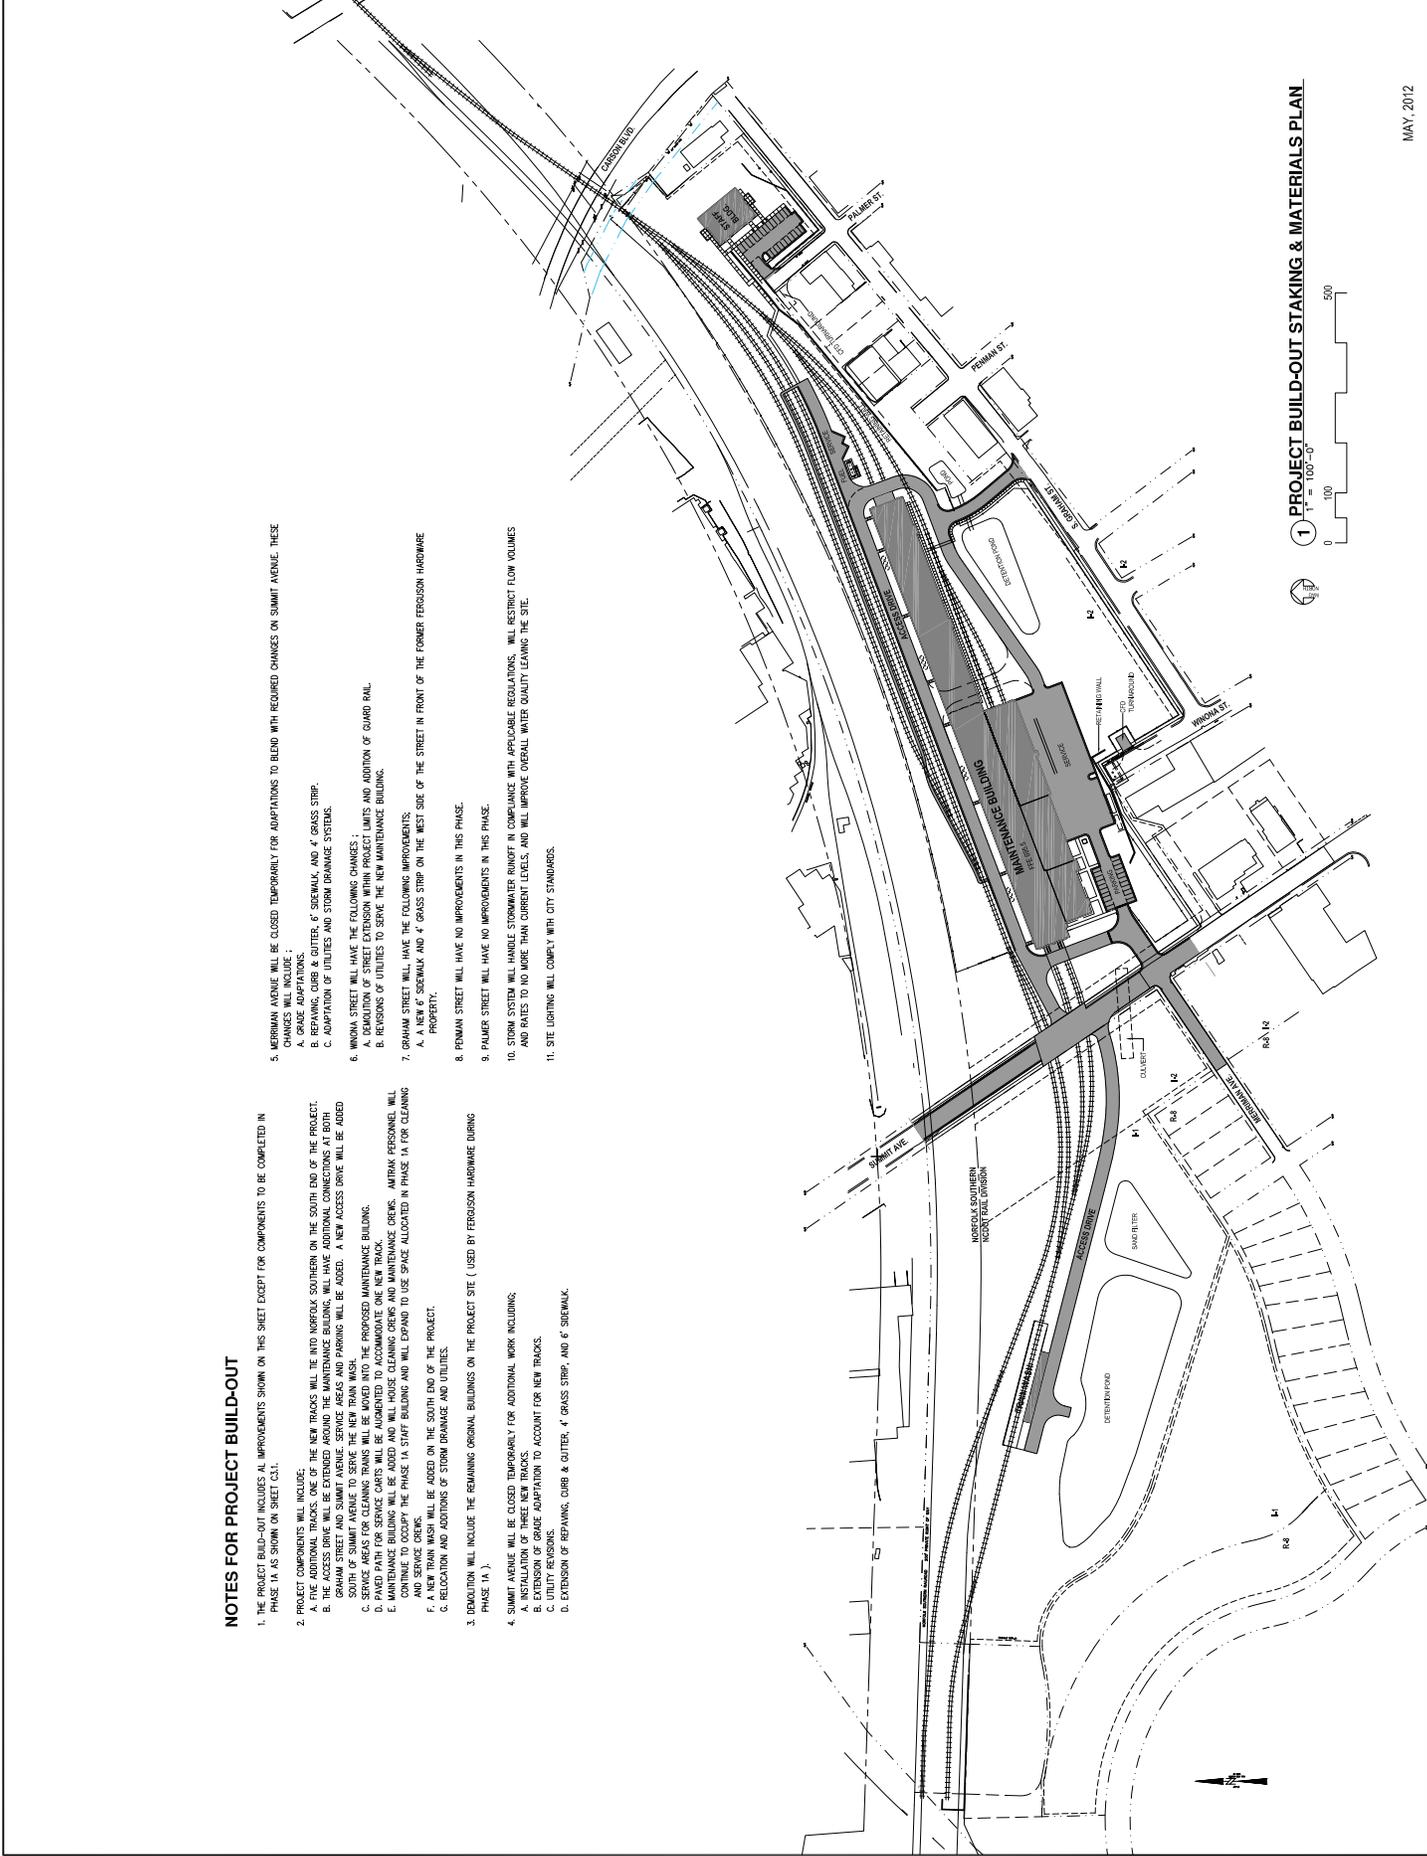 NOTES FOR PROJECT BUILD-OUT
1. THE PROJECT BUILD-OUT INCLUDES AL IMPROVEMENTS SHOWN ON THIS SHEET EXCEPT FOR COMPONENTS TO BE COMPLETED IN
PHASE 1A AS SHOWN ON SHEET C3.1.
2. PROJECT COMPONENTS WILL INCLUDE;
A. FIVE ADDITIONAL TRACKS. ONE OF THE NEW TRACKS WILL TIE INTO NORFOLK SOUTHERN ON THE SOUTH END OF THE PROJECT.
B. THE ACCESS DRIVE WILL BE EXTENDED AROUND THE MAINTENANCE BUILDING, WILL HAVE ADDITIONAL CONNECTIONS AT BOTH
GRAHAM STREET AND SUMMIT AVENUE. SERVICE AREAS AND PARKING WILL BE ADDED. A NEW ACCESS DRIVE WILL BE ADDED
SOUTH OF SUMMIT AVENUE TO SERVE THE NEW TRAIN WASH.
C. SERVICE AREAS FOR CLEANING TRAINS WILL BE MOVED INTO THE PROPOSED MAINTENANCE BUILDING.
D. PAVED PATH FOR SERVICE CARTS WILL BE AUGMENTED TO ACCOMMODATE ONE NEW TRACK.
E. MAINTENANCE BUILDING WILL BE ADDED AND WILL HOUSE CLEANING CREWS AND MAINTENANCE CREWS. AMTRAK PERSONNEL WILL
CONTINUE TO OCCUPY THE PHASE 1A STAFF BUILDING AND WILL EXPAND TO USE SPACE ALLOCATED IN PHASE 1A FOR CLEANING
AND SERVICE CREWS.
F. A NEW TRAIN WASH WILL BE ADDED ON THE SOUTH END OF THE PROJECT.
G. RELOCATION AND ADDITIONS OF STORM DRAINAGE AND UTILITIES.
3. DEMOLITION WILL INCLUDE THE REMAINING ORIGINAL BUILDINGS ON THE PROJECT SITE ( USED BY FERGUSON HARDWARE DURING
PHASE 1A ).
4. SUMMIT AVENUE WILL BE CLOSED TEMPORARILY FOR ADDITIONAL WORK INCLUDING;
A. INSTALLATION OF THREE NEW TRACKS.
B. EXTENSION OF GRADE ADAPTATION TO ACCOUNT FOR NEW TRACKS.
C. UTILITY REVISIONS.
D. EXTENSION OF REPAVING, CURB & GUTTER, 4' GRASS STRIP, AND 6' SIDEWALK.
5. MERRIMAN AVENUE WILL BE CLOSED TEMPORARILY FOR ADAPTATIONS TO BLEND WITH REQUIRED CHANGES ON SUMMIT AVENUE. THESE
CHANGES WILL INCLUDE ;
A. GRADE ADAPTATIONS.
B. REPAVING, CURB & GUTTER, 6' SIDEWALK, AND 4' GRASS STRIP.
C. ADAPTATION OF UTILITIES AND STORM DRAINAGE SYSTEMS.
6. WINONA STREET WILL HAVE THE FOLLOWING CHANGES ;
A. DEMOLITION OF STREET EXTENSION WITHIN PROJECT LIMITS AND ADDITION OF GUARD RAIL.
B. REVISIONS OF UTILITIES TO SERVE THE NEW MAINTENANCE BUILDING.
7. GRAHAM STREET WILL HAVE THE FOLLOWING IMPROVEMENTS;
A. A NEW 6' SIDEWALK AND 4' GRASS STRIP ON THE WEST SIDE OF THE STREET IN FRONT OF THE FORMER FERGUSON HARDWARE
PROPERTY.
8. PENMAN STREET WILL HAVE NO IMPROVEMENTS IN THIS PHASE.
9. PALMER STREET WILL HAVE NO IMPROVEMENTS IN THIS PHASE.
10. STORM SYSTEM WILL HANDLE STORMWATER RUNOFF IN COMPLIANCE WITH APPLICABLE REGULATIONS, WILL RESTRICT FLOW VOLUMES
AND RATES TO NO MORE THAN CURRENT LEVELS, AND WILL IMPROVE OVERALL WATER QUALITY LEAVING THE SITE.
11. SITE LIGHTING WILL COMPLY WITH CITY STANDARDS.
CARSON BLVD.
STAFF
BLDG.
PALMER ST.
CFD TURNAROUND
PENMAN ST.
FUEL
SERVICE
POND
S. GRAHAM ST.
ACCESS DRIVE
DETENTION POND
I-2
I-2
MAINTENANCE BUILDING
SERVICE
RETAINING WALL
CFD
TURNAROUND
WINONA ST.
PARKING
SUMMIT AVE.
CULVERT
MERRIMAN AVE.
R-8
I-2
I-1
R-8
I-2
NORFOLK SOUTHERN
NCDOT RAIL DIVISION
ACCESS DRIVE
SAND FILTER
TRAIN WASH
DETENTION POND
I-1
R-8
1
PROJECT BUILD-OUT STAKING & MATERIALS PLAN
1" = 100'-0"
0
100
500
MAY, 2012